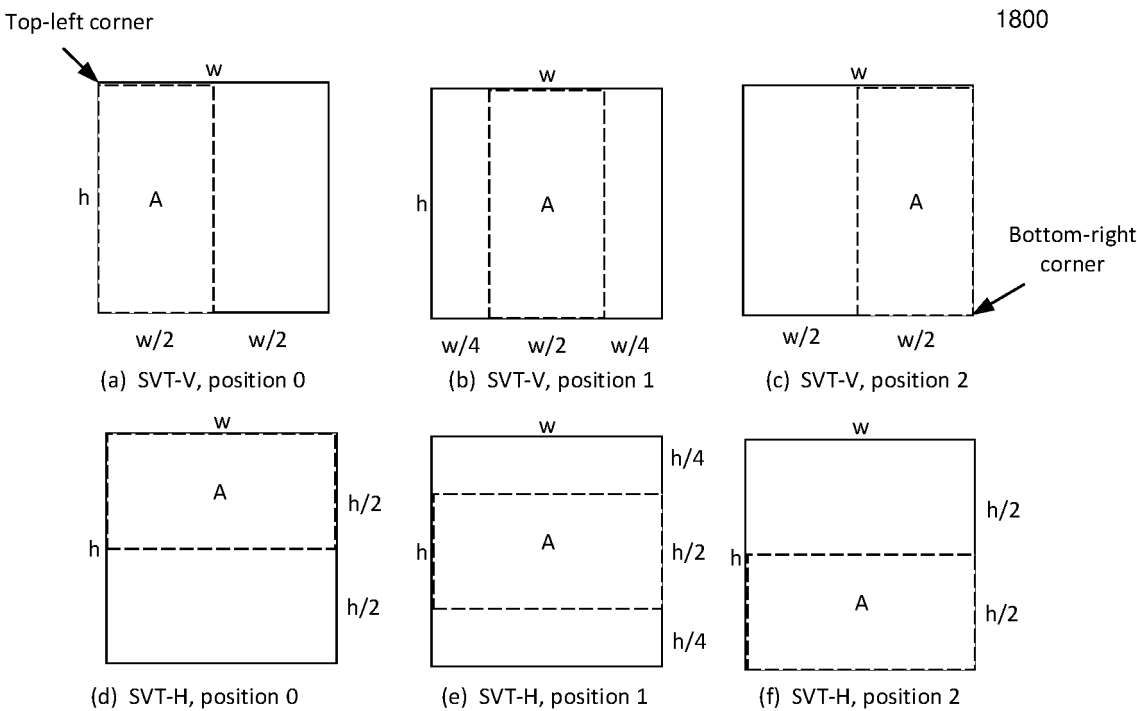 1800
Top-left corner
w
w
w
h
A
h
A
A
Bottom-right
corner
w/2
w/2
w/4
w/2
w/4
w/2
w/2
(a) SVT-V, position 0
(b) SVT-V, position 1
(c) SVT-V, position 2
w
w
w
A
h/2
h
h/2
h/4
A
h
h/2
h/4
h/2
h
A
h/2
(d) SVT-H, position 0
(e) SVT-H, position 1
(f) SVT-H, position 2